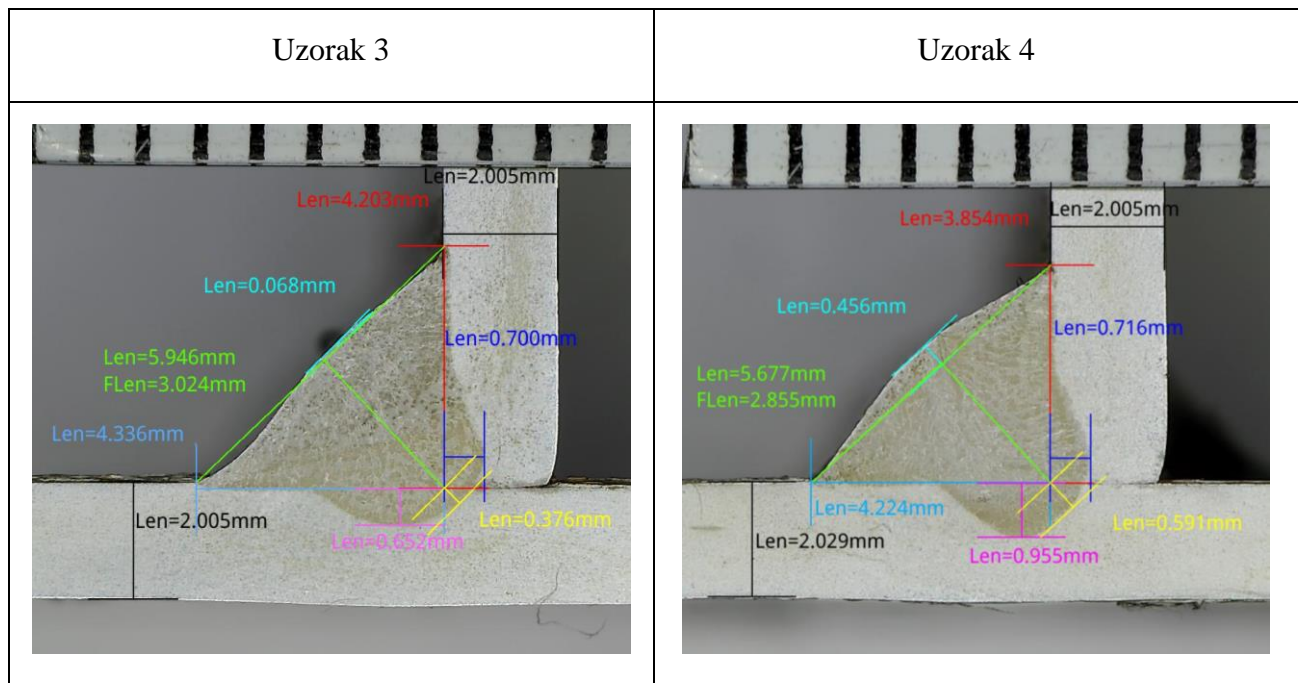 Uzorak 3
Uzorak 4
Len=2.005mm
Len=4.203mm
Len=0.068mm
Len=0.700mm
Len=5.946mm
FLen=3.024mm
Len=4.336mm
Len=2.005mm
Len=0.376mm
Len=0.652mm
Len=2.005mm
Len=3.854mm
Len=0.456mm
Len=0.716mm
Len=5.677mm
FLen=2.855mm
Len=4.224mm
Len=0.591mm
Len=2.029mm
Len=0.955mm